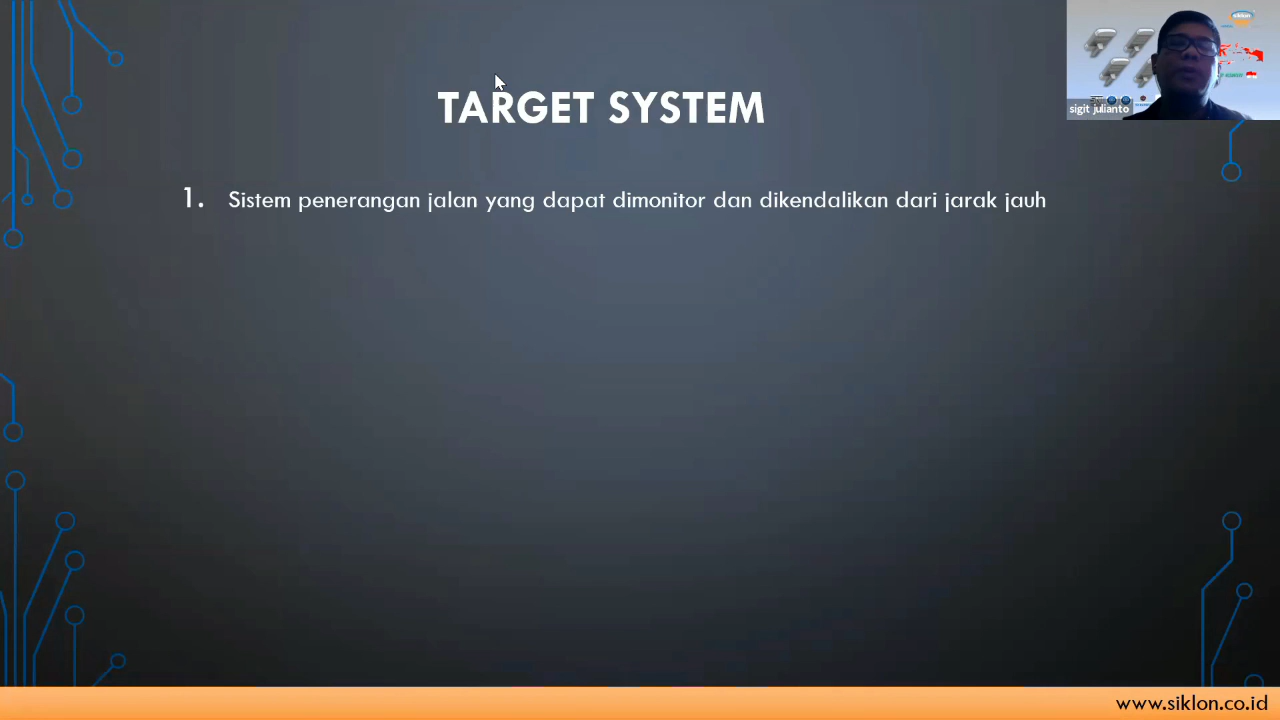 TARGET SYSTEM
1. Sistem penerangan jalan yang dapat dimonitor dan dikendalikan dari jarak jauh
siklon
sigit julianto
www.siklon.co.id